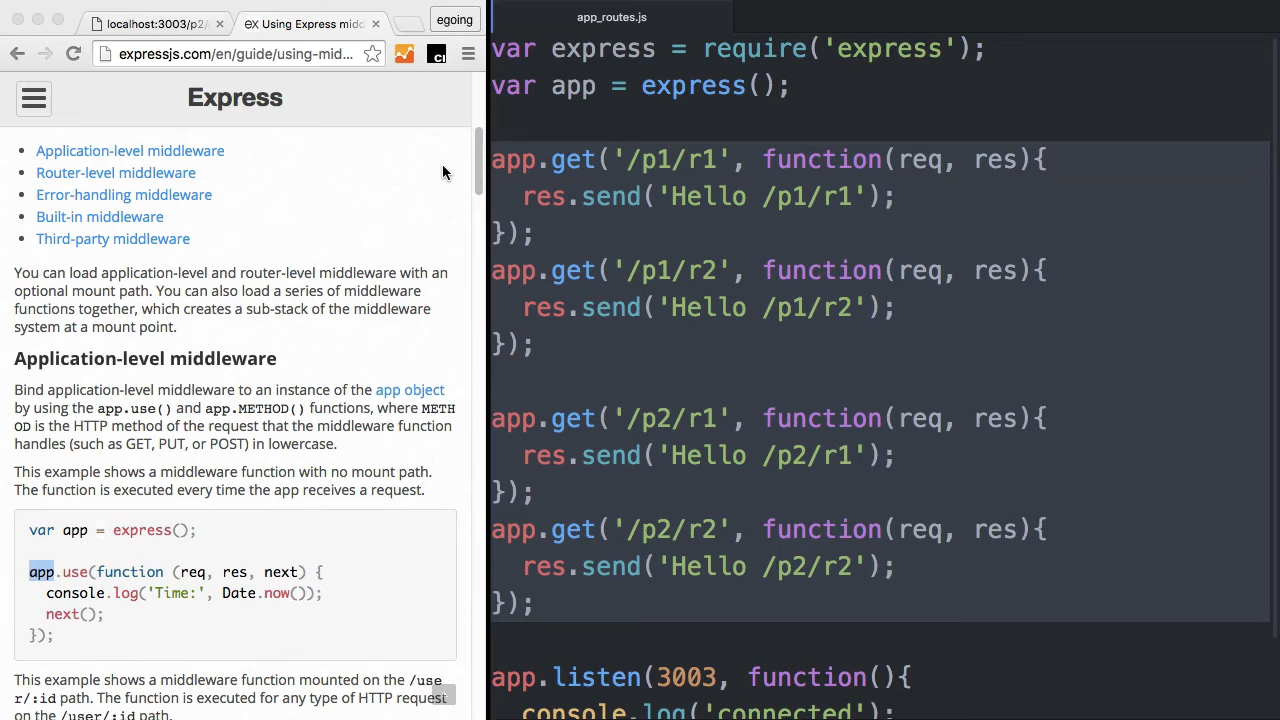 localhost:3003/p2/
Using Express midd
egoing
expressjs.com/en/guide/using-mid...
Express
Application-level middleware
Router-level middleware
Error-handling middleware
Built-in middleware
Third-party middleware
You can load application-level and router-level middleware with an
optional mount path. You can also load a series of middleware
functions together, which creates a sub-stack of the middleware
system at a mount point.
Application-level middleware
Bind application-level middleware to an instance of the app object
by using the app.use() and app.METHOD() functions, where METH
OD is the HTTP method of the request that the middleware function
handles (such as GET, PUT, or POST) in lowercase.
This example shows a middleware function with no mount path.
The function is executed every time the app receives a request.
var app = express();
app.use(function (req, res, next) {
console.log('Time:', Date.now());
next();
});
This example shows a middleware function mounted on the /use
r/:id path. The function is executed for any type of HTTP request
on the /user/:id path.
app_routes.js
var express = require('express');
var app = express();
app.get('/p1/r1', function(req, res){
res.send('Hello /p1/r1');
});
app.get('/p1/r2', function(req, res){
res.send('Hello /p1/r2');
});
app.get('/p2/r1', function(req, res){
res.send('Hello /p2/r1');
});
app.get('/p2/r2', function(req, res){
res.send('Hello /p2/r2');
});
app.listen(3003, function(){
console.log('connected');